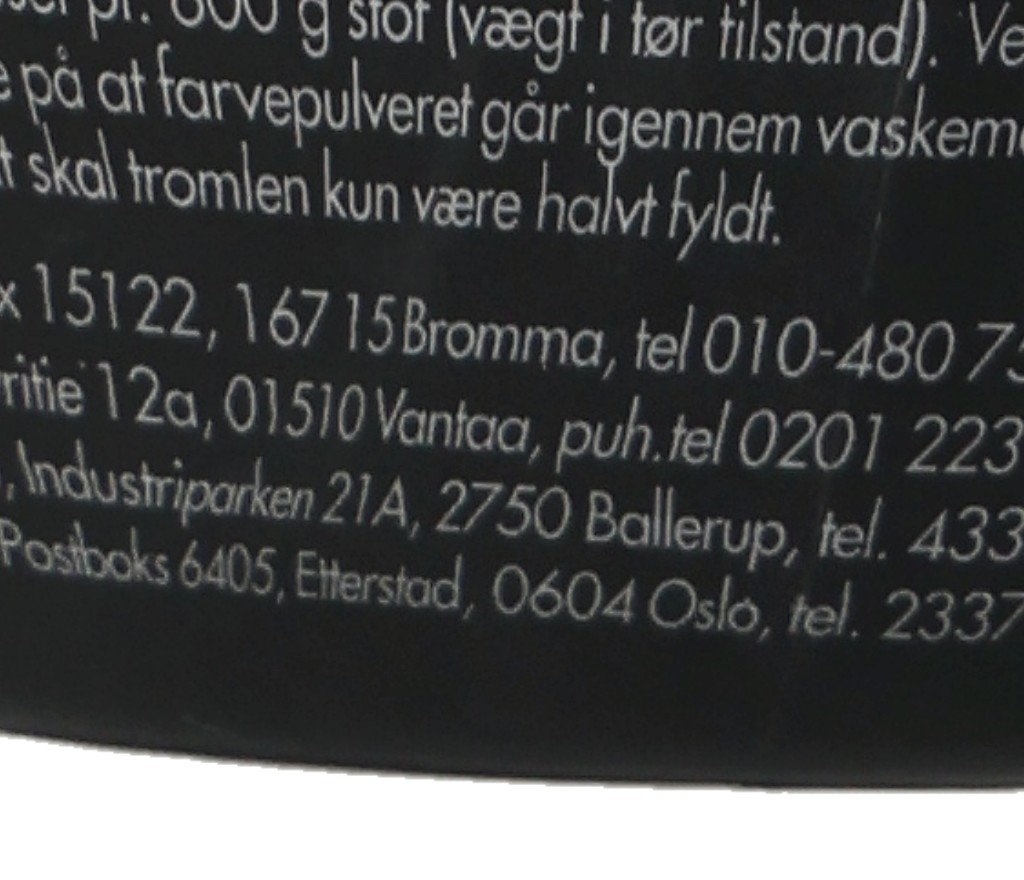 pr. 600 g stof (vægt i tør tilstand). Ve
på at farvepulveret går igennem vaskem
skal tromlen kun være halvt fyldt.
x 15122, 167 15 Bromma, tel 010-480 75
ritie 12a, 01510 Vantaa, puh.tel 0201 223
, Industriparken 21A, 2750 Ballerup, tel. 433
Postboks 6405, Etterstad, 0604 Oslo, tel. 2337